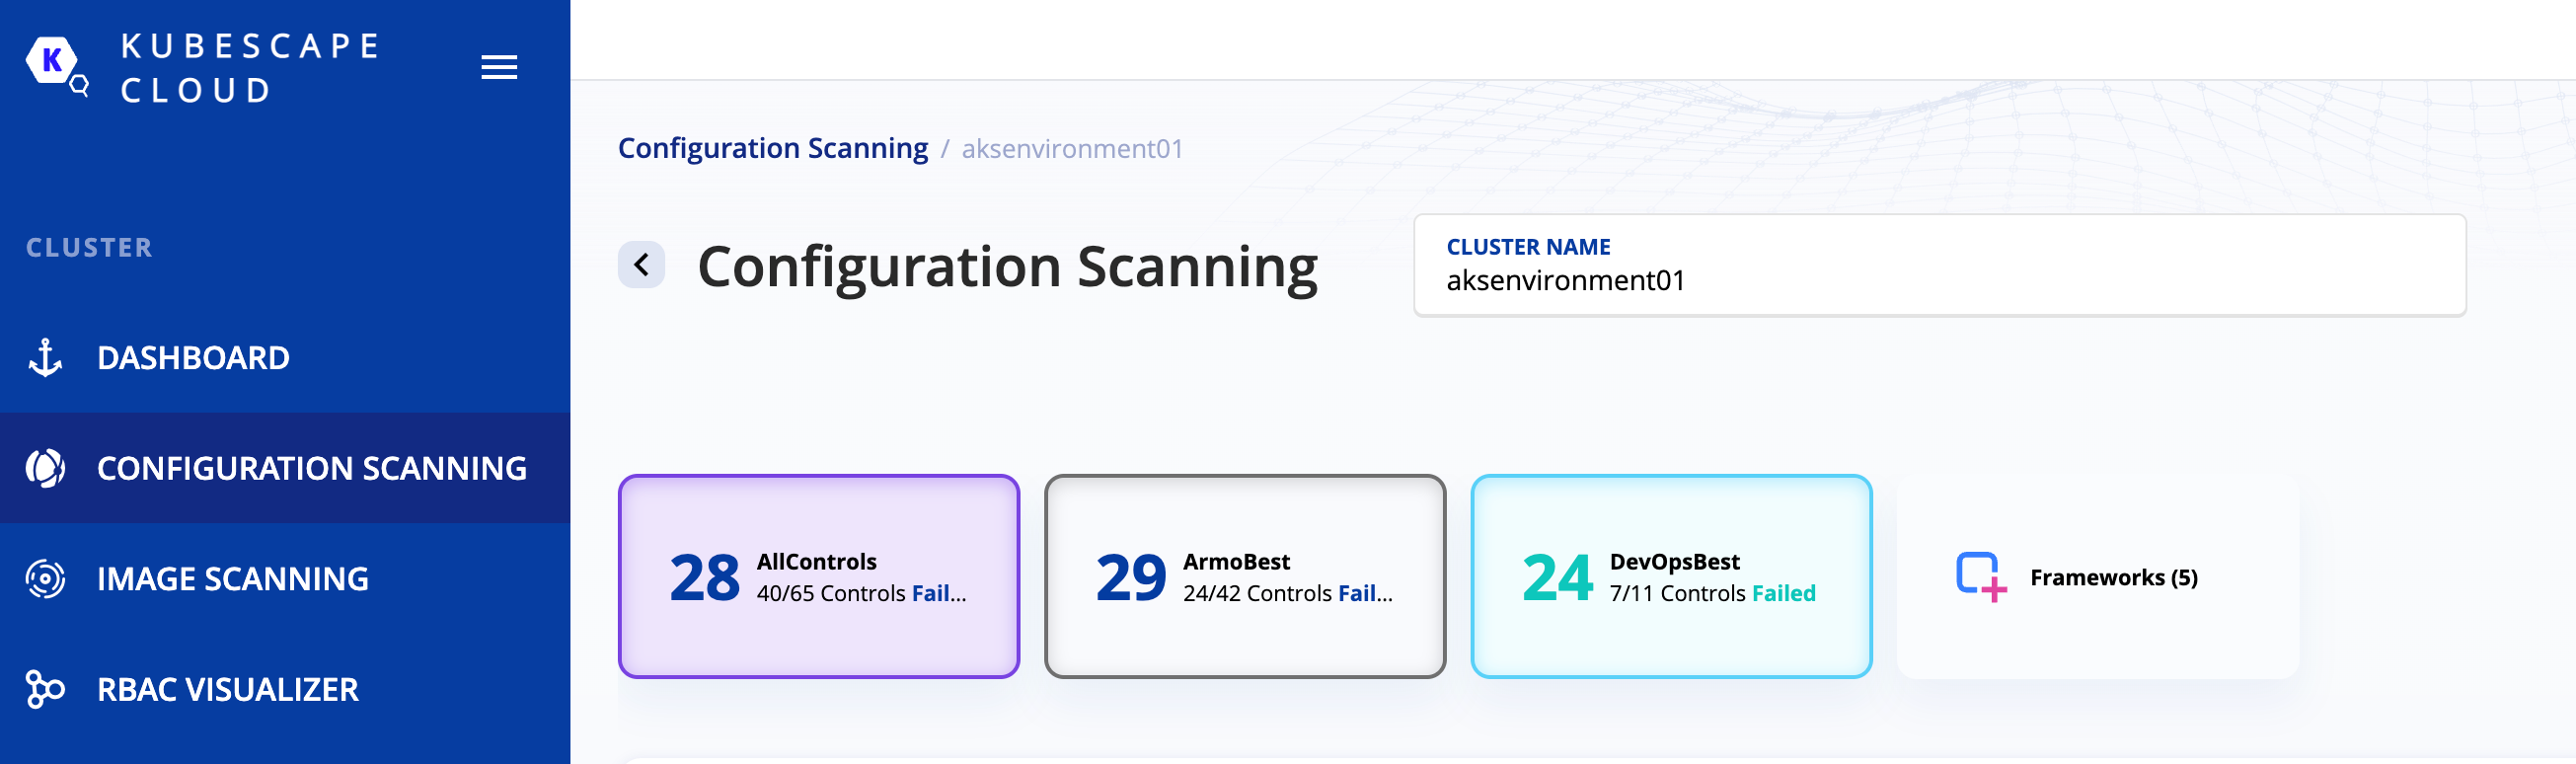 KUBESCAPE
CLOUD
CLUSTER
DASHBOARD
CONFIGURATION SCANNING
IMAGE SCANNING
RBAC VISUALIZER
Configuration Scanning / aksenvironment01
Configuration Scanning
CLUSTER NAME
aksenvironment01
28
AllControls
40/65 Controls Fail...
29
ArmoBest
24/42 Controls Fail...
24
DevOpsBest
7/11 Controls Failed
Frameworks (5)